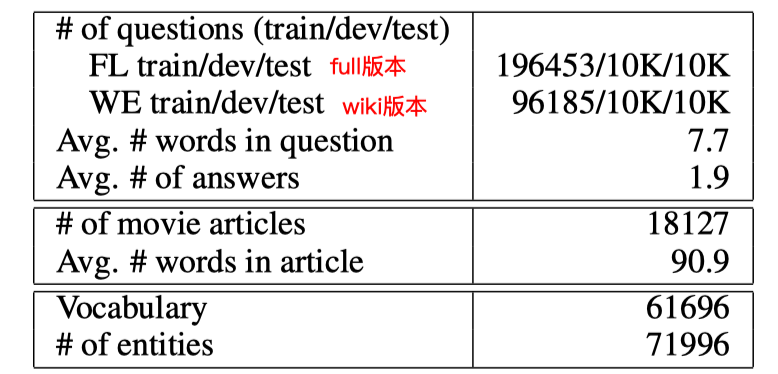 # of questions (train/dev/test)
FL train/dev/test full版本 196453/10K/10K
WE train/dev/test wiki版本 96185/10K/10K
Avg. # words in question 7.7
Avg. # of answers 1.9
# of movie articles 18127
Avg. # words in article 90.9
Vocabulary 61696
# of entities 71996